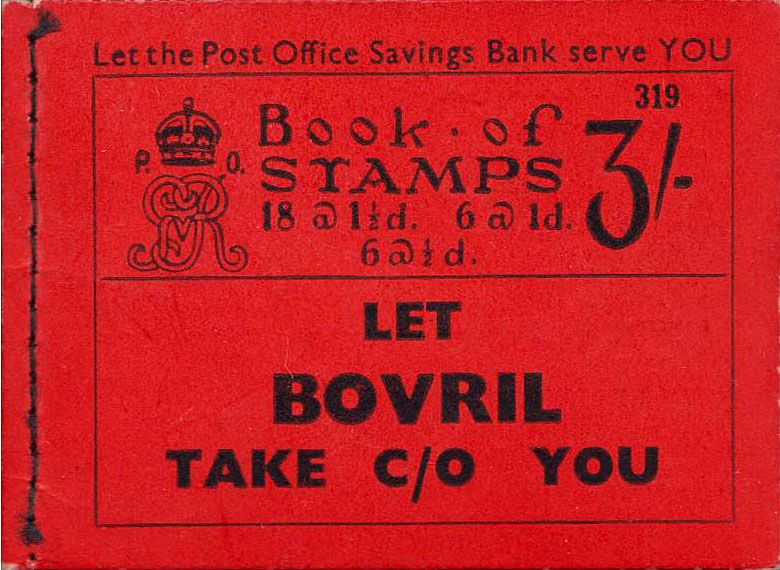 Let the Post Office Savings Bank serve YOU
319
P. O.
Book · of
STAMPS
3/-
18 @ 1½d. 6 @ 1d.
6 @ ½d.
LET
BOVRIL
TAKE C/O YOU